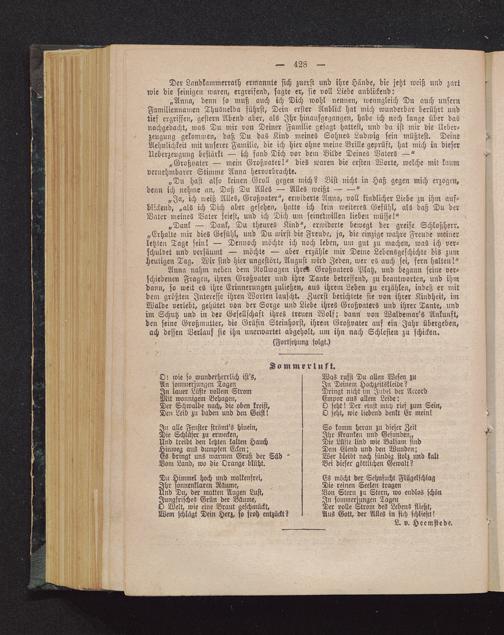 — 428 —
Der Landkammerrath ermannte sich zuerst und ihre Hände, die jetzt weiß und zart
wie die seinigen waren, ergreifend, sagte er, sie voll Liebe anblickend:
„Anna, denn so muß auch ich Dich wohl nennen, wenngleich Du auch unsern
Familiennamen Thusnelda führst, Dein erster Anblick hat mich wunderbar berührt und
tief ergriffen, gestern Abend aber, als Ihr hinausgegangen, habe ich noch lange über das
nachgedacht, was Du mir von Deiner Familie gesagt hattest, und da ist mir die Ueber-
zeugung gekommen, daß Du das Kind meines Sohnes Ludwig sein müßtest. Deine
Aehnlichkeit mit unserer Familie, die ich hier ohne meine Brille geprüft, hat mich in dieser
Ueberzeugung bestärkt — ich fand Dich vor dem Bilde Deines Vaters —“
„Großvater — mein Großvater!“ dies waren die ersten Worte, welche mit kaum
vernehmbarer Stimme Anna hervorbrachte.
„Du hast also keinen Groll gegen mich? Bist nicht in Haß gegen mich erzogen,
denn ich nehme an, Daß Du Alles — Alles weißt — —“
„Ja, ich weiß Alles, Großvater“, erwiderte Anna, voll kindlicher Liebe zu ihm auf-
blickend, „als ich Dich aber gesehen, hatte ich kein weiteres Gefühl, als daß Du der
Vater meines Vater seiest, und ich Dich um seinetwillen lieben müsse!“
„Dank — Dank, Du theures Kind“, erwiderte bewegt der greise Schloßherr.
„Erhalte mir dies Gefühl, und Du wirst die Freude, ja, die einzige wahre Freude meiner
letzten Tage sein! — Dennoch möchte ich noch leben, um gut zu machen, was ich ver-
schuldet und versäumt — möchte — aber erzähle mir Deine Lebensgeschichte bis zum
heutigen Tag. Wir sind hier ungestört, August wird Jeden, wer es auch sei, fern halten!“
Anna nahm neben dem Rollwagen ihres Großvaters Platz, und begann seine ver-
schiedenen Fragen, ihren Großvater und ihre Tante betreffend, zu beantworten, und ihm
dann, so weit es ihre Erinnerungen zuließen, aus ihrem Leben zu erzählen, indeß er mit
dem größten Interesse ihren Worten lauscht. Zuerst berichtete sie von ihrer Kindheit, im
Walde verlebt, gehütet von der Sorge und Liebe ihres Großvaters und ihrer Tante, und
im Schutz und in der Gesellschaft ihres treuen Wolf; dann von Waldemar's Ankunft,
den seine Großmutter, die Gräfin Steinhorst, ihrem Großvater auf ein Jahr übergeben,
ach dessen Verlauf sie ihn unerwartet abgeholt, um ihn nach Schlesien zu schicken.
(Fortsetzung folgt.)
Sommerlust.
O! wie so wunderherrlich ist's,
An sommersungen Tagen
In lauer Lüfte vollem Strom
Mit wonnigem Behagen,
Der Schwalbe nach, die oben kreist,
Den Leib zu baden und den Geist!
In alle Fenster strömt's hinein,
Die Schläfer zu erwecken,
Und treibt den letzten kalten Hauch
Hinweg aus dumpfen Ecken;
Es bringt uns warmen Gruß der Süd
Vom Land, wo die Orange blüht.
Du Himmel hoch und wolkenfrei,
Ihr sonnenklaren Räume,
Und Du, der matten Augen Lust,
Jungfrisches Grün der Bäume,
O Welt, wie eine Braut geschmückt,
Wem schlägt Dein Herz, so froh entzückt?
Was rufst Du allen Wesen zu
In Deinem Hochzeitskleide?
Dringt nicht im Jubel der Accord
Empor aus allem Leide:
O seht! Der einst mich rief zum Sein,
O seht, wie liebend denkt Er mein!
So komm heran zu dieser Zeit
Ihr Kranken und Gesunden,
Die Lüfte sind wie Balsam sind
Dem Elend und den Wunden;
Wer bleibt noch sündig stolz und kalt
Bei dieser göttlichen Gewalt?
Es möcht der Sehnsucht Flügelschlag
Die reinen Seelen tragen
Von Stern zu Stern, wo endlos schön
In sommersungen Tagen
Der volle Strom des Lebens fließt,
Aus Gott, der Alles in sich schließt!
L. v. Heemstede.